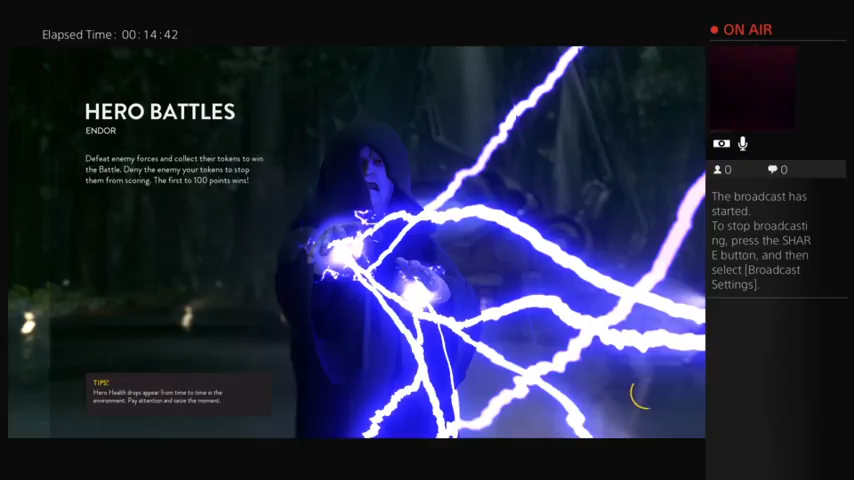 Elapsed Time: 00:14:42
ON AIR
HERO BATTLES
ENDOR
Defeat enemy forces and collect their tokens to win
the Battle. Deny the enemy your tokens to stop
them from scoring. The first to 100 points wins!
0
0
The broadcast has
started.
To stop broadcasti
ng, press the SHAR
E button, and then
select [Broadcast
Settings].
TIPS!
Hero Health drops appear from time to time in the
environment. Pay attention and seize the moment.